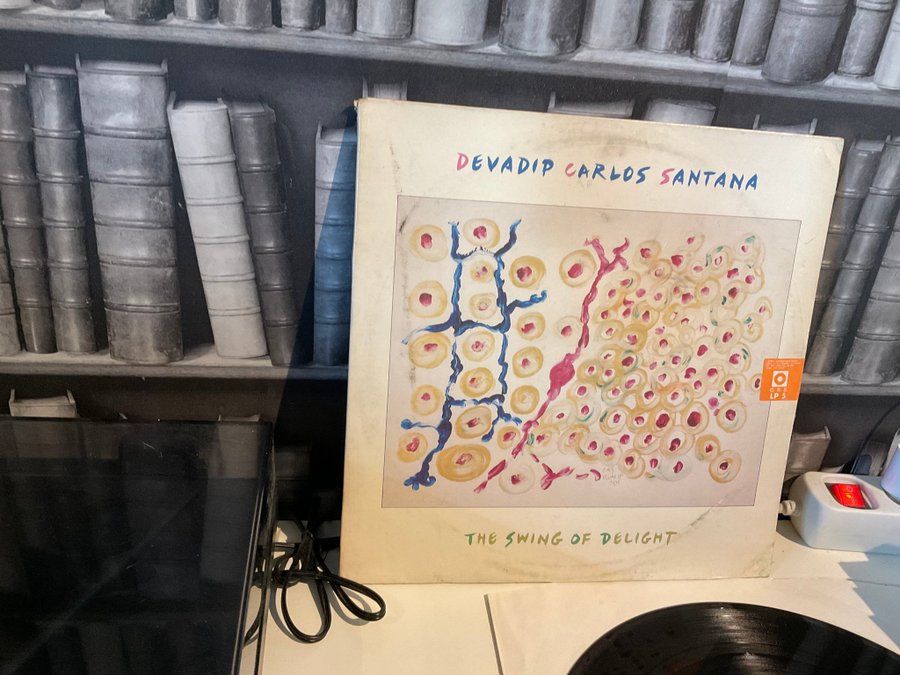 DEVADIP CARLOS SANTANA
LP 5
THE SWING OF DELIGHT